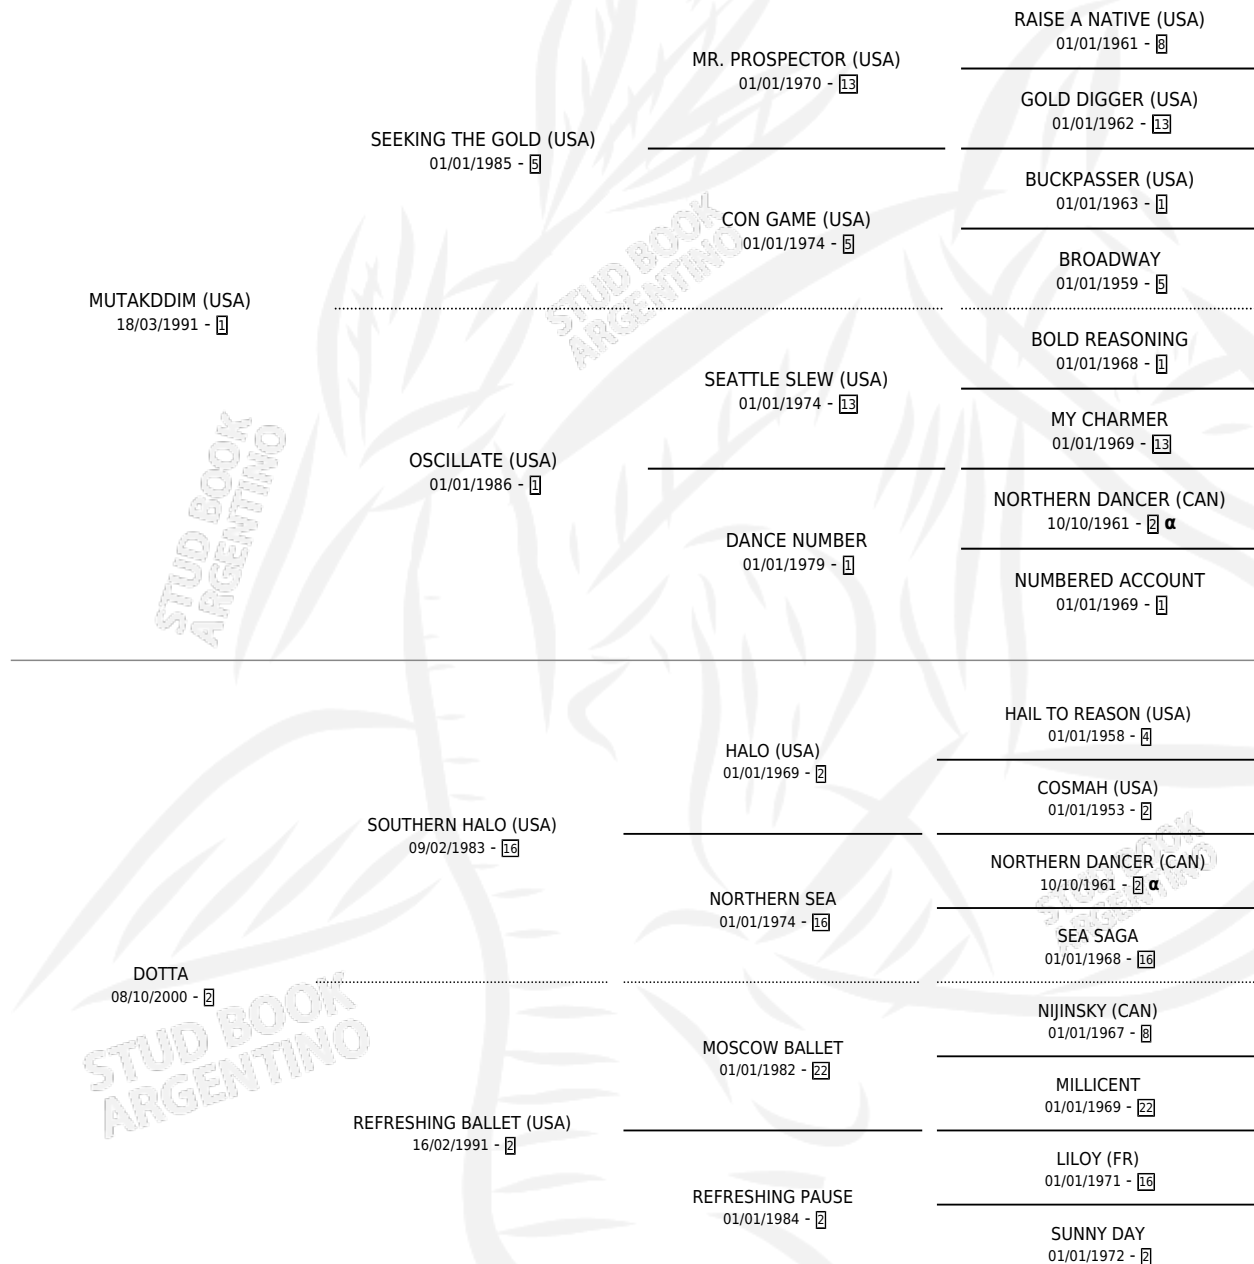 RAISE A NATIVE (USA)
01/01/1961 - 8
MR. PROSPECTOR (USA)
01/01/1970 - 13
GOLD DIGGER (USA)
01/01/1962 - 13
SEEKING THE GOLD (USA)
01/01/1985 - 5
BUCKPASSER (USA)
01/01/1963 - 1
CON GAME (USA)
01/01/1974 - 5
BROADWAY
01/01/1959 - 5
MUTAKDDIM (USA)
18/03/1991 - 1
BOLD REASONING
01/01/1968 - 1
SEATTLE SLEW (USA)
01/01/1974 - 13
MY CHARMER
01/01/1969 - 13
OSCILLATE (USA)
01/01/1986 - 1
NORTHERN DANCER (CAN)
10/10/1961 - 2 α
DANCE NUMBER
01/01/1979 - 1
NUMBERED ACCOUNT
01/01/1969 - 1
HAIL TO REASON (USA)
01/01/1958 - 4
HALO (USA)
01/01/1969 - 2
COSMAH (USA)
01/01/1953 - 2
SOUTHERN HALO (USA)
09/02/1983 - 16
NORTHERN DANCER (CAN)
10/10/1961 - 2 α
NORTHERN SEA
01/01/1974 - 16
SEA SAGA
01/01/1968 - 16
DOTTA
08/10/2000 - 2
NIJINSKY (CAN)
01/01/1967 - 8
MOSCOW BALLET
01/01/1982 - 22
MILLICENT
01/01/1969 - 22
REFRESHING BALLET (USA)
16/02/1991 - 2
LILOY (FR)
01/01/1971 - 16
REFRESHING PAUSE
01/01/1984 - 2
SUNNY DAY
01/01/1972 - 2
STUD BOOK
ARGENTINO
STUD BOOK
ARGENTINO
STUD BOOK
ARGENTINO
STUD BOOK
ARGENTINO